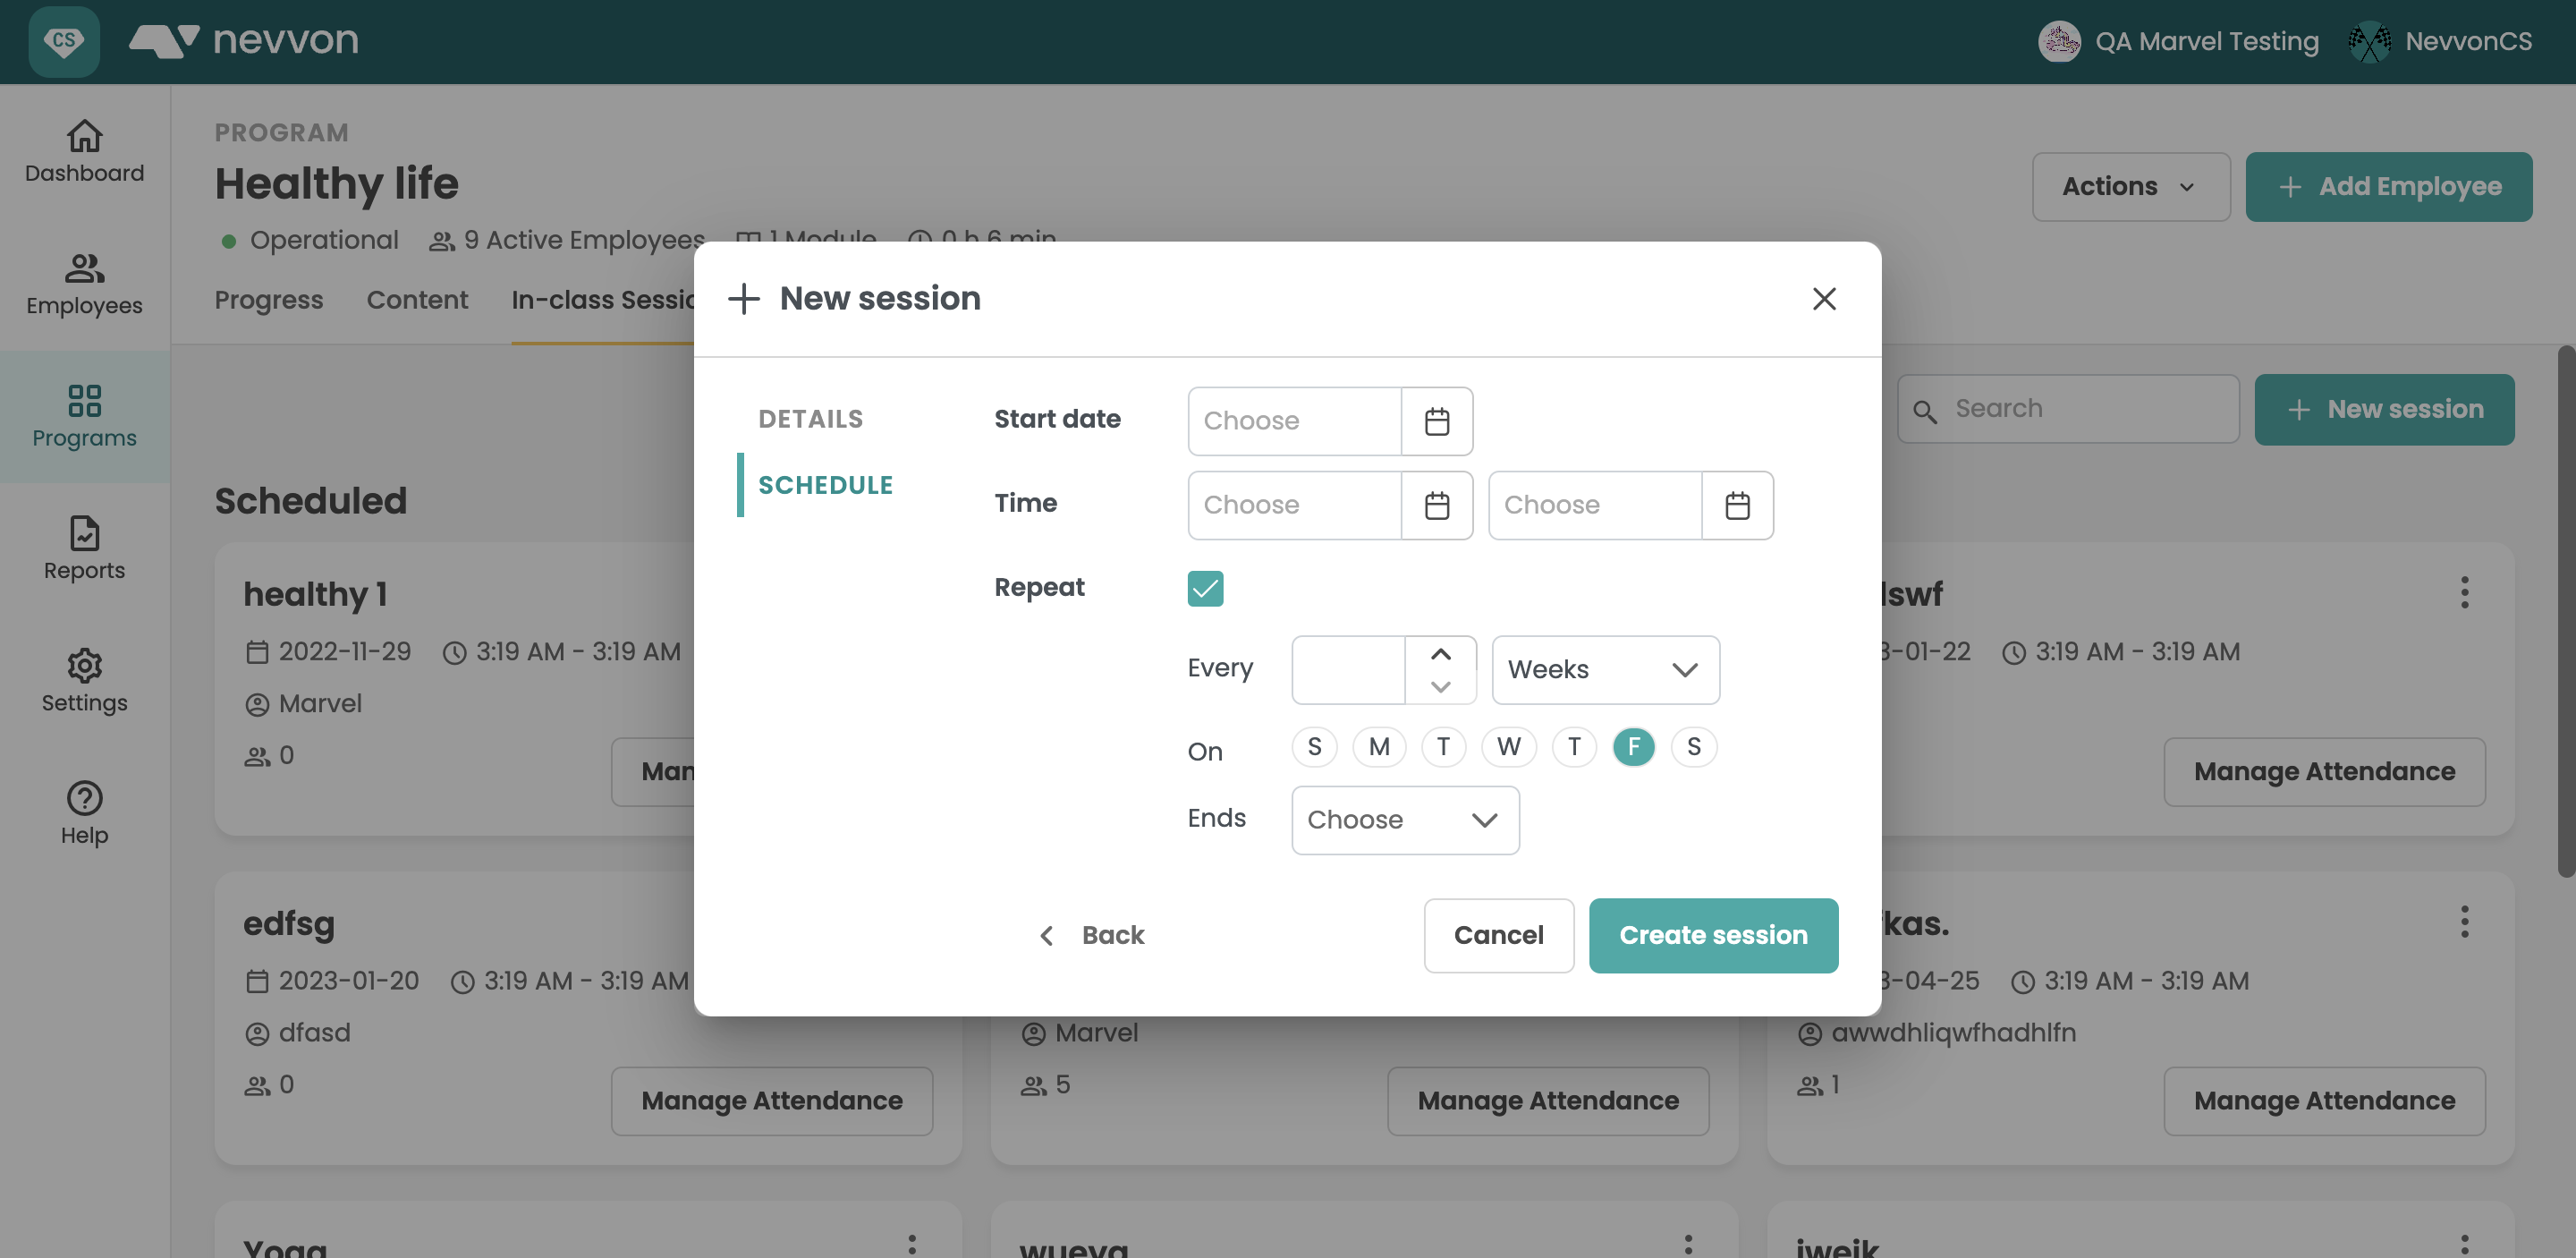 CS nevvon QA Marvel Testing NevvonCS
Dashboard
Employees
Programs
Reports
Settings
Help
PROGRAM
Healthy life
Actions + Add Employee
Operational 9 Active Employees 1 Module 0 h 6 min
Progress Content In-class Sessio
Search + New session
Scheduled
healthy 1
2022-11-29 3:19 AM - 3:19 AM
Marvel
0
Man
lswf
3-01-22 3:19 AM - 3:19 AM
Manage Attendance
edfsg
2023-01-20 3:19 AM - 3:19 AM
dfasd
0
Manage Attendance
Marvel
5
Manage Attendance
kas.
3-04-25 3:19 AM - 3:19 AM
awwdhliqwfhadhlfn
1
Manage Attendance
+ New session
DETAILS
SCHEDULE
Start date Choose
Time Choose Choose
Repeat
Every Weeks
On S M T W T F S
Ends Choose
Back Cancel Create session